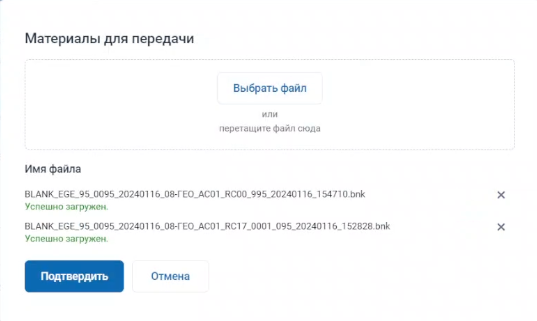 Материалы для передачи
Выбрать файл
или
перетащите файл сюда
Имя файла
BLANK_EGE_95_0095_20240116_08-ГЕО_AC01_RC00_995_20240116_154710.bnk
Успешно загружен.
BLANK_EGE_95_0095_20240116_08-ГЕО_AC01_RC17_0001_095_20240116_152828.bnk
Успешно загружен.
Подтвердить
Отмена